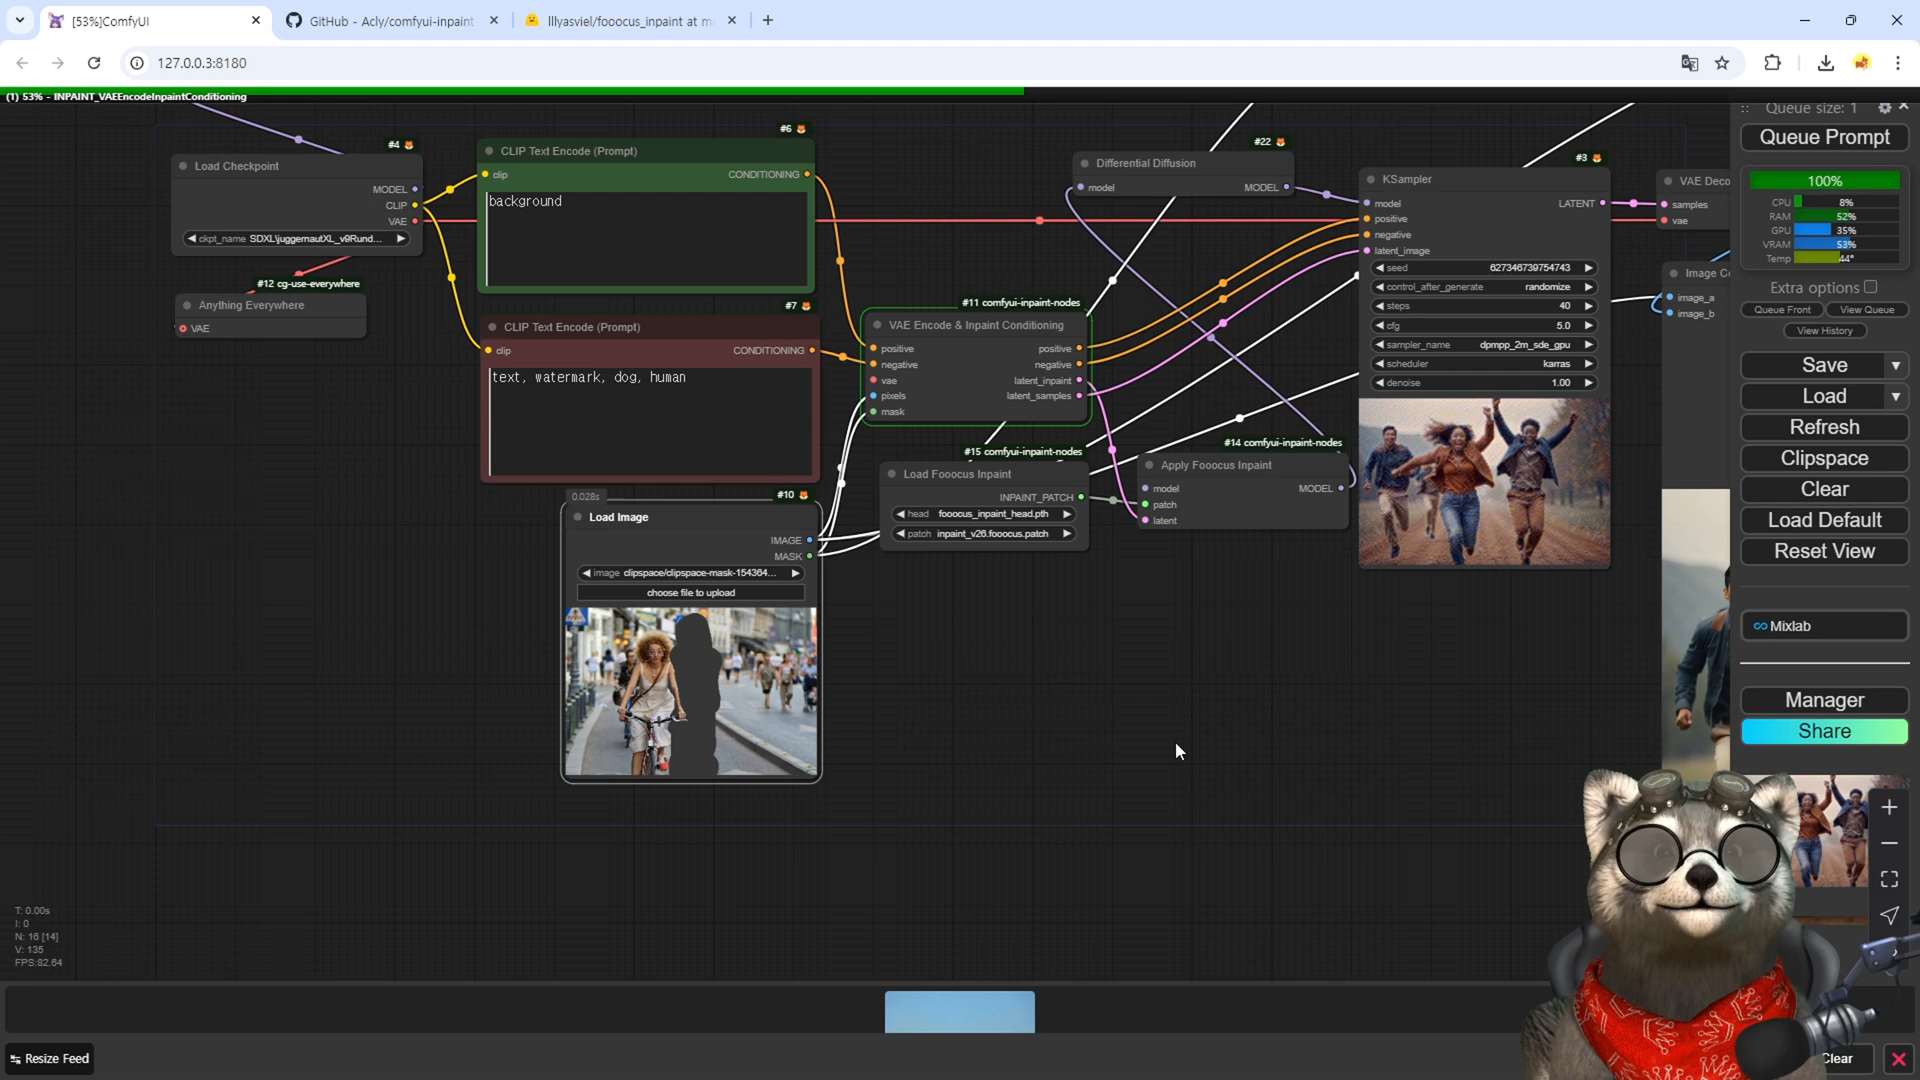 [53%]ComfyUI
GitHub - Acly/comfyui-inpaint
lllyasviel/fooocus_inpaint at m
127.0.0.3:8180
(1) 53% - INPAINT_VAEEncodeInpaintConditioning
#4
Load Checkpoint
MODEL
CLIP
VAE
ckpt_name SDXL\juggernautXL_v9Rund...
#12 cg-use-everywhere
Anything Everywhere
VAE
#6
CLIP Text Encode (Prompt)
clip
CONDITIONING
background
#7
CLIP Text Encode (Prompt)
clip
CONDITIONING
text, watermark, dog, human
0.028s
#10
Load Image
IMAGE
MASK
image clipspace/clipspace-mask-154364...
choose file to upload
#11 comfyui-inpaint-nodes
VAE Encode & Inpaint Conditioning
positive positive
negative negative
vae latent_inpaint
pixels latent_samples
mask
#15 comfyui-inpaint-nodes
Load Fooocus Inpaint
INPAINT_PATCH
head fooocus_inpaint_head.pth
patch inpaint_v26.fooocus.patch
#14 comfyui-inpaint-nodes
Apply Fooocus Inpaint
model MODEL
patch
latent
#22
Differential Diffusion
model MODEL
#3
KSampler
model LATENT
positive
negative
latent_image
seed 627346739754743
control_after_generate randomize
steps 40
cfg 5.0
sampler_name dpmpp_2m_sde_gpu
scheduler karras
denoise 1.00
VAE Deco
samples
vae
Image Co
image_a
image_b
Queue size: 1
Queue Prompt
100%
CPU 8%
RAM 52%
GPU 35%
VRAM 53%
Temp 44°
Extra options
Queue Front View Queue
View History
Save
Load
Refresh
Clipspace
Clear
Load Default
Reset View
Mixlab
Manager
Share
T: 0.00s
I: 0
N: 16 [14]
V: 135
FPS:82.64
Resize Feed
Clear